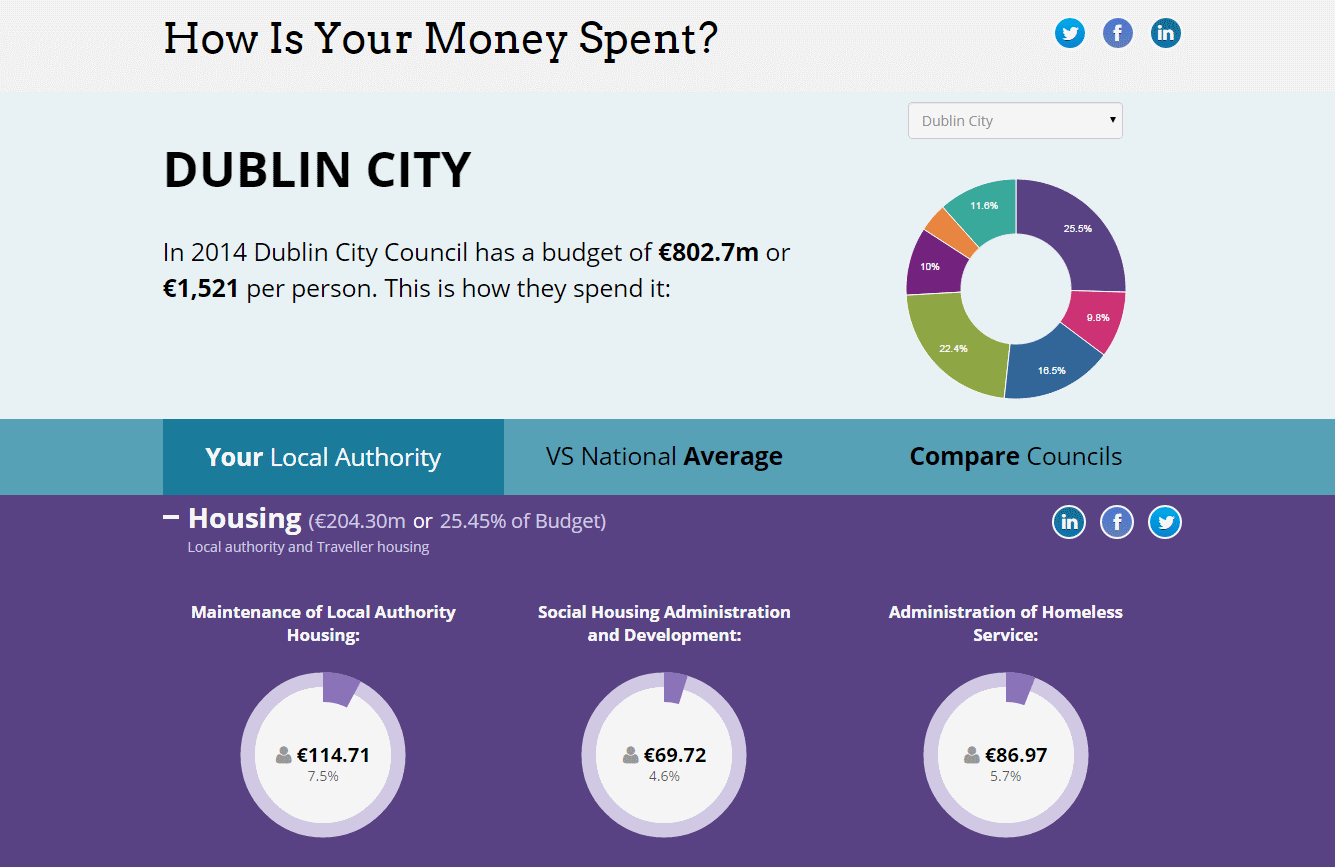 How Is Your Money Spent?
in
Dublin City
DUBLIN CITY
In 2014 Dublin City Council has a budget of €802.7m or
€1,521 per person. This is how they spend it:
11.6%
25.5%
10%
9.8%
22.4%
16.5%
Your Local Authority
VS National Average
Compare Councils
Housing (€204.30m or 25.45% of Budget)
Local authority and Traveller housing
in
Maintenance of Local Authority
Housing:
€114.71
7.5%
Social Housing Administration
and Development:
€69.72
4.6%
Administration of Homeless
Service:
€86.97
5.7%